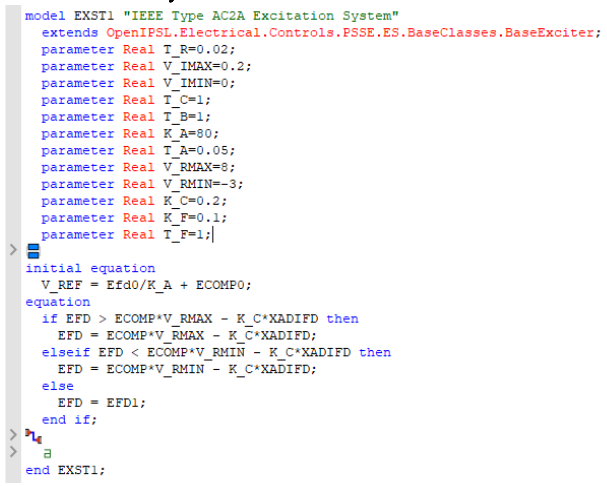 model EXST1 "IEEE Type AC2A Excitation System"
extends OpenIPSL.Electrical.Controls.PSSE.ES.BaseClasses.BaseExciter;
parameter Real T_R=0.02;
parameter Real V_IMAX=0.2;
parameter Real V_IMIN=0;
parameter Real T_C=1;
parameter Real T_B=1;
parameter Real K_A=80;
parameter Real T_A=0.05;
parameter Real V_RMAX=8;
parameter Real V_RMIN=-3;
parameter Real K_C=0.2;
parameter Real K_F=0.1;
parameter Real T_F=1;
initial equation
V_REF = Efd0/K_A + ECOMP0;
equation
if EFD > ECOMP*V_RMAX - K_C*XADIFD then
EFD = ECOMP*V_RMAX - K_C*XADIFD;
elseif EFD < ECOMP*V_RMIN - K_C*XADIFD then
EFD = ECOMP*V_RMIN - K_C*XADIFD;
else
EFD = EFD1;
end if;
a
end EXST1;